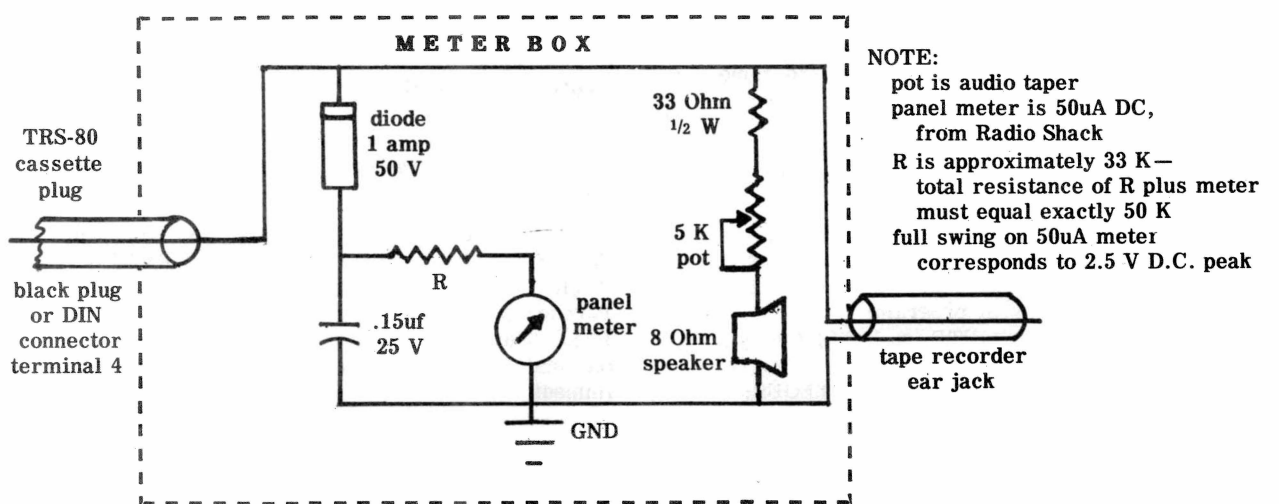 METER BOX
TRS-80
cassette
plug
black plug
or DIN
connector
terminal 4
diode
1 amp
50 V
R
.15uf
25 V
panel
meter
GND
33 Ohm
1/2 W
5 K
pot
8 Ohm
speaker
NOTE:
pot is audio taper
panel meter is 50uA DC,
from Radio Shack
R is approximately 33 K—
total resistance of R plus meter
must equal exactly 50 K
full swing on 50uA meter
corresponds to 2.5 V D.C. peak
tape recorder
ear jack